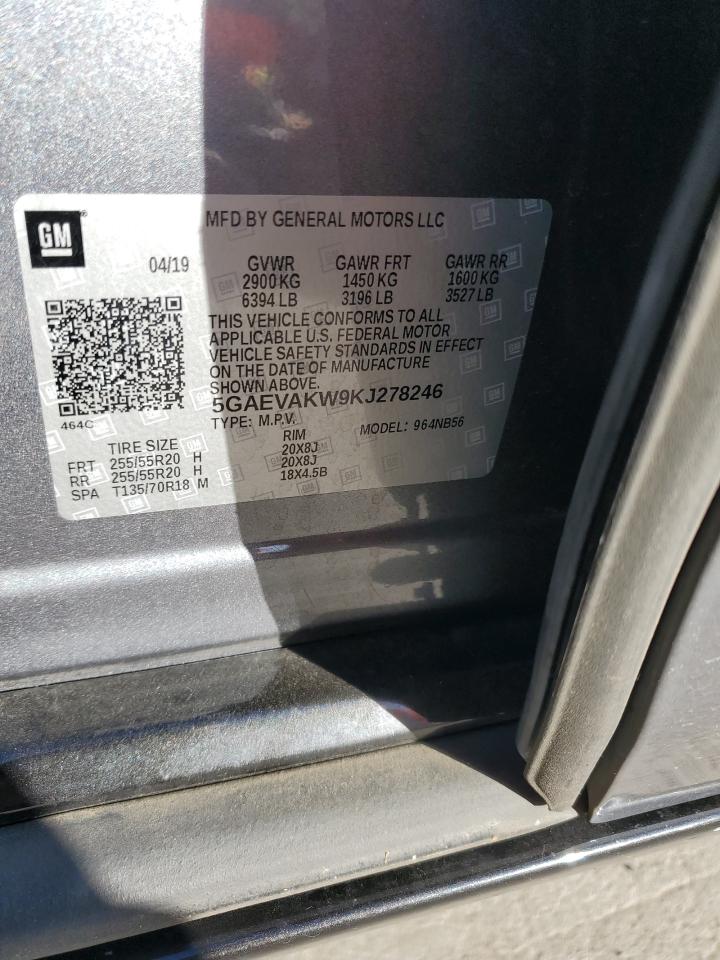 GM
MFD BY GENERAL MOTORS LLC
04/19 GVWR GAWR FRT GAWR RR
2900 KG 1450 KG 1600 KG
6394 LB 3196 LB 3527 LB
THIS VEHICLE CONFORMS TO ALL
APPLICABLE U.S. FEDERAL MOTOR
VEHICLE SAFETY STANDARDS IN EFFECT
ON THE DATE OF MANUFACTURE
SHOWN ABOVE.
5GAEVAKW9KJ278246
464C
TYPE: M.P.V. MODEL: 964NB56
TIRE SIZE RIM
FRT 255/55R20 H 20X8J
RR 255/55R20 H 20X8J
SPA T135/70R18 M 18X4.5B